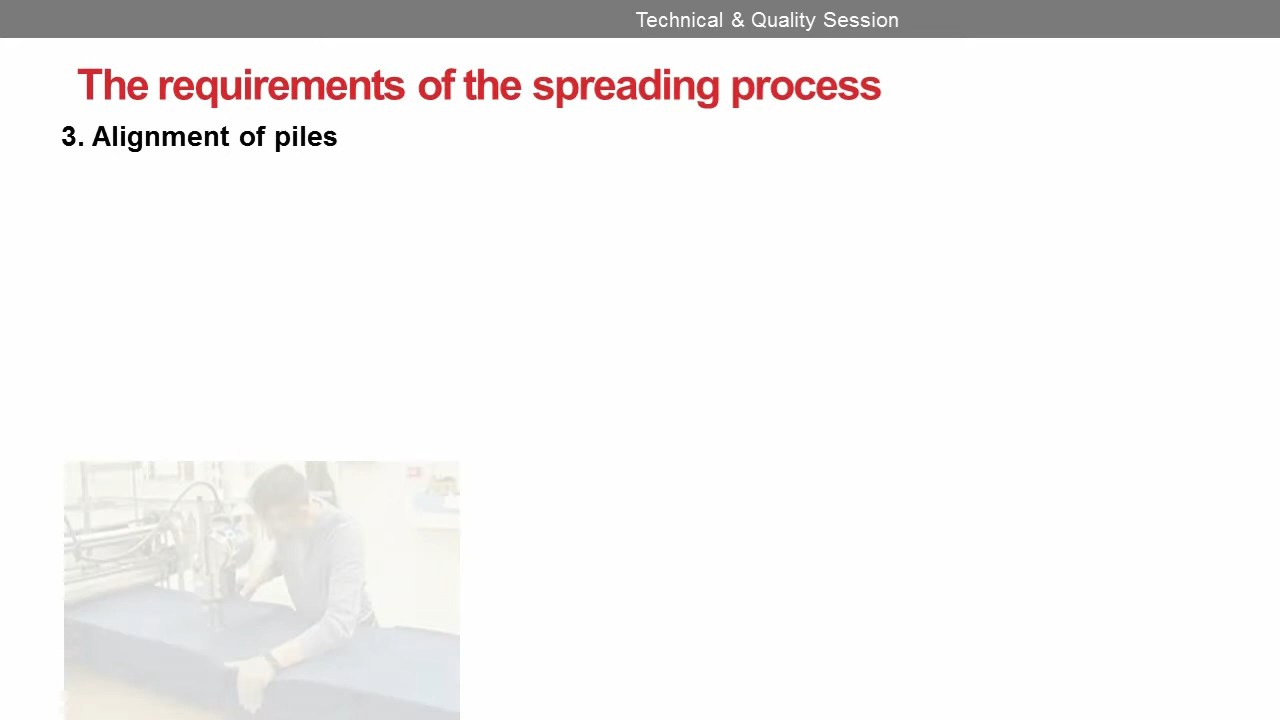 Technical & Quality Session
The requirements of the spreading process
3. Alignment of piles